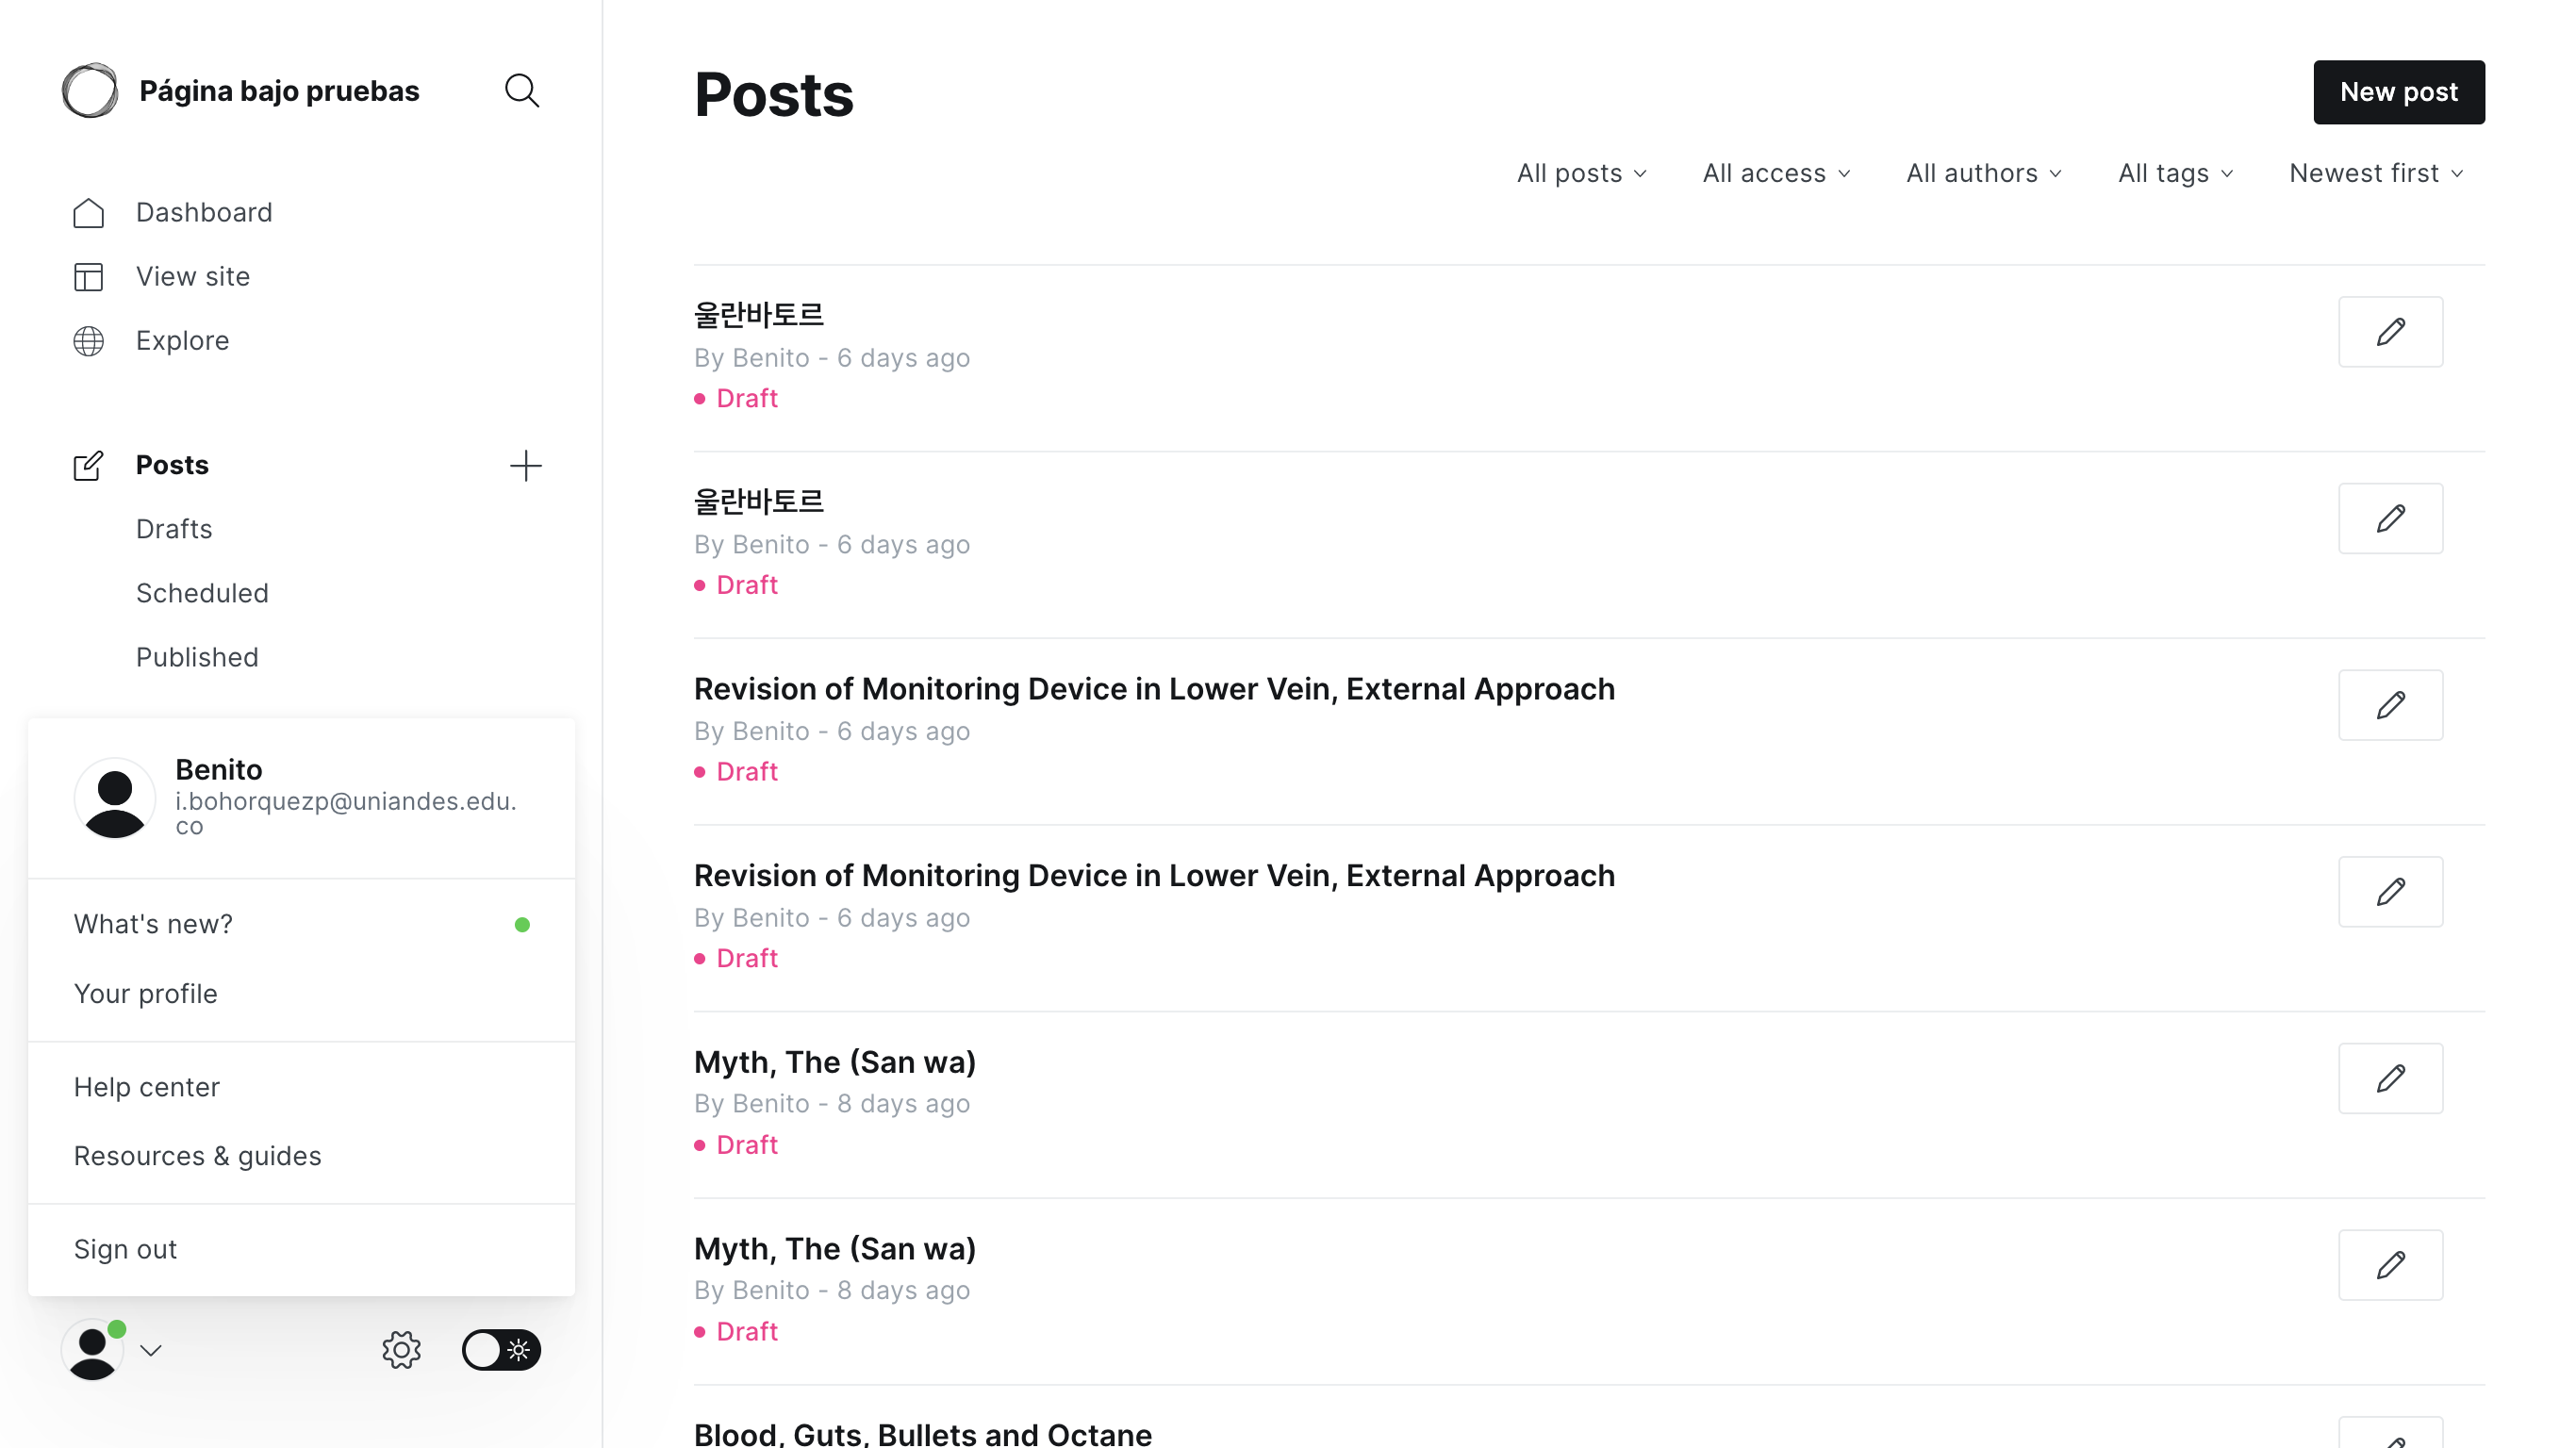 Página bajo pruebas
Dashboard
View site
Explore
Posts
Drafts
Scheduled
Published
Benito
i.bohorquezp@uniandes.edu.
co
What's new?
Your profile
Help center
Resources & guides
Sign out
Posts
New post
All posts
All access
All authors
All tags
Newest first
울란바토르
By Benito - 6 days ago
Draft
울란바토르
By Benito - 6 days ago
Draft
Revision of Monitoring Device in Lower Vein, External Approach
By Benito - 6 days ago
Draft
Revision of Monitoring Device in Lower Vein, External Approach
By Benito - 6 days ago
Draft
Myth, The (San wa)
By Benito - 8 days ago
Draft
Myth, The (San wa)
By Benito - 8 days ago
Draft
Blood, Guts, Bullets and Octane